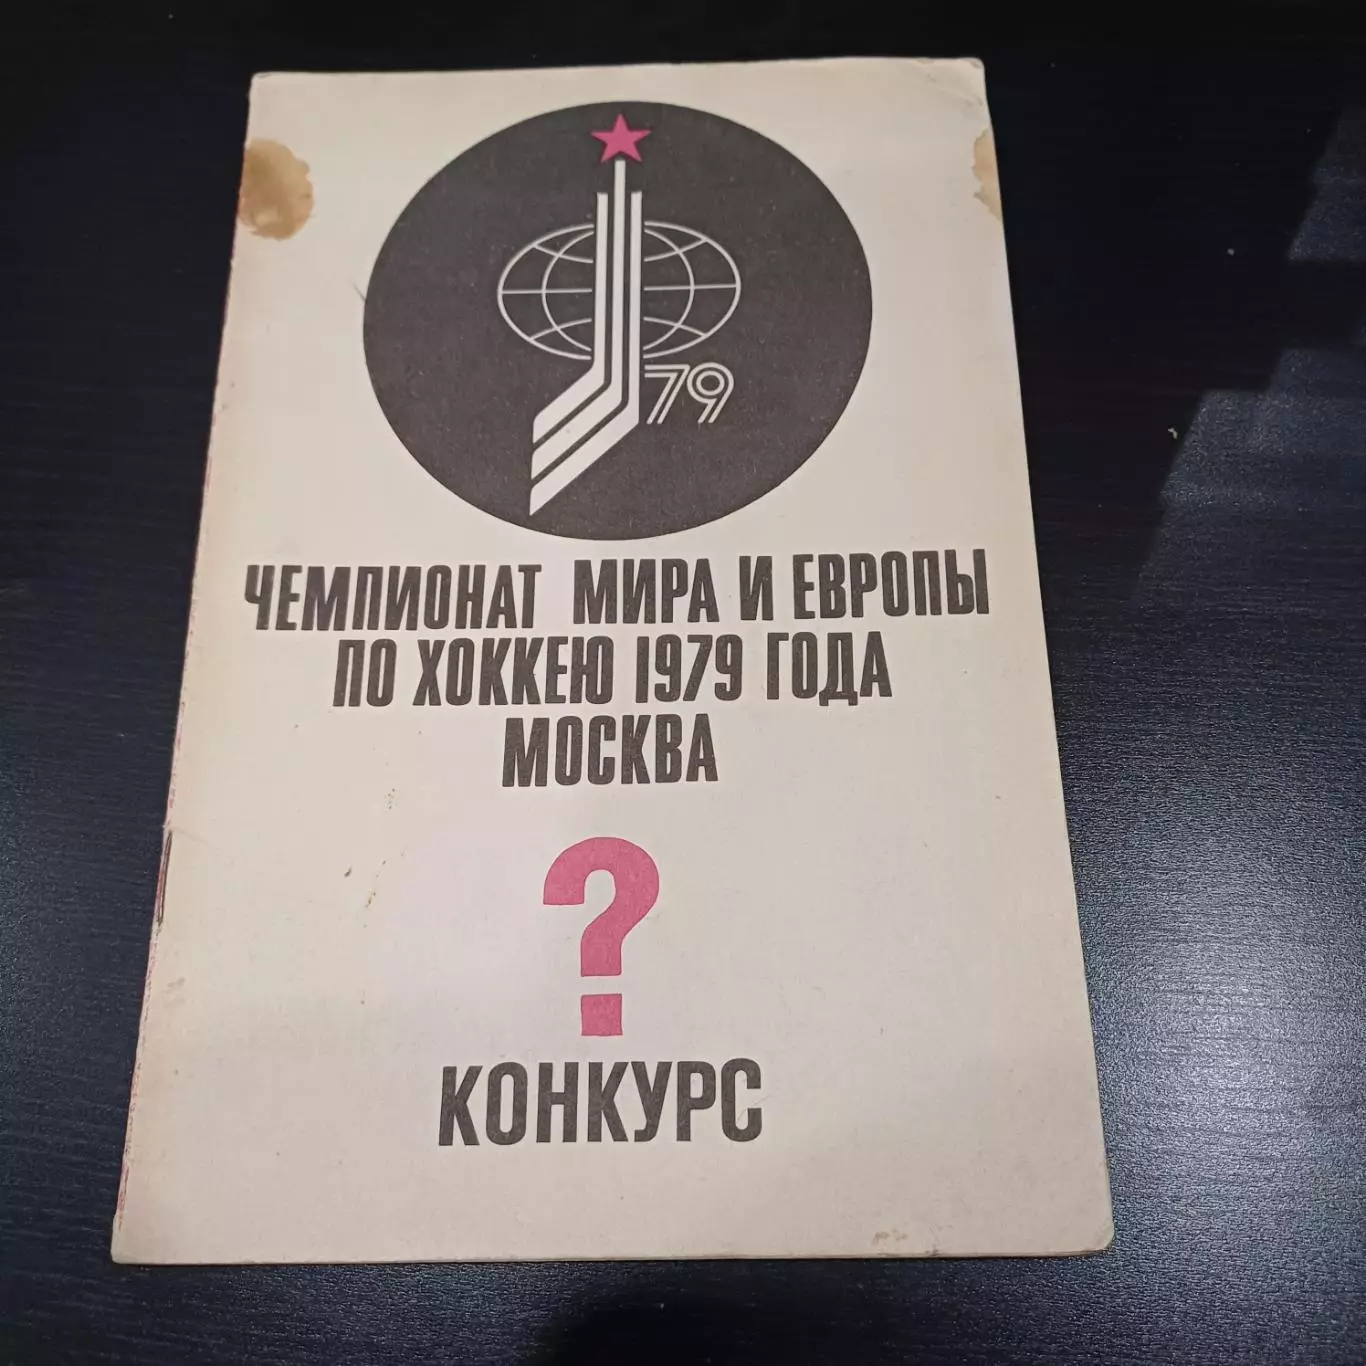 79
ЧЕМПИОНАТ МИРА И ЕВРОПЫ
ПО ХОККЕЮ 1979 ГОДА
МОСКВА
?
КОНКУРС